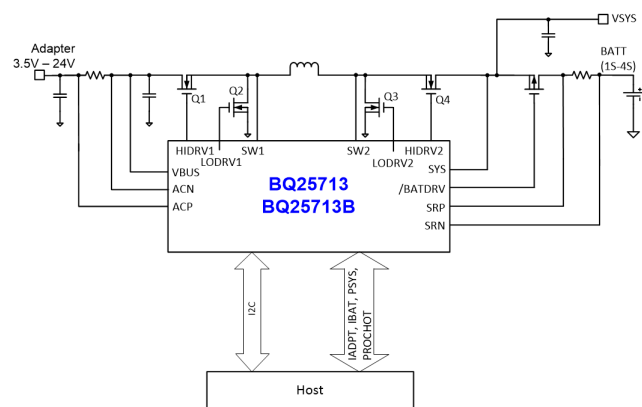 VSYS
Adapter
3.5V – 24V
BATT
(1S-4S)
Q1
Q2
Q3
Q4
HIDRV1
LODRV1
SW1
SW2
LODRV2
HIDRV2
VBUS
ACN
ACP
BQ25713
BQ25713B
SYS
/BATDRV
SRP
SRN
I2C
IADPT, IBAT, PSYS,
PROCHOT
Host